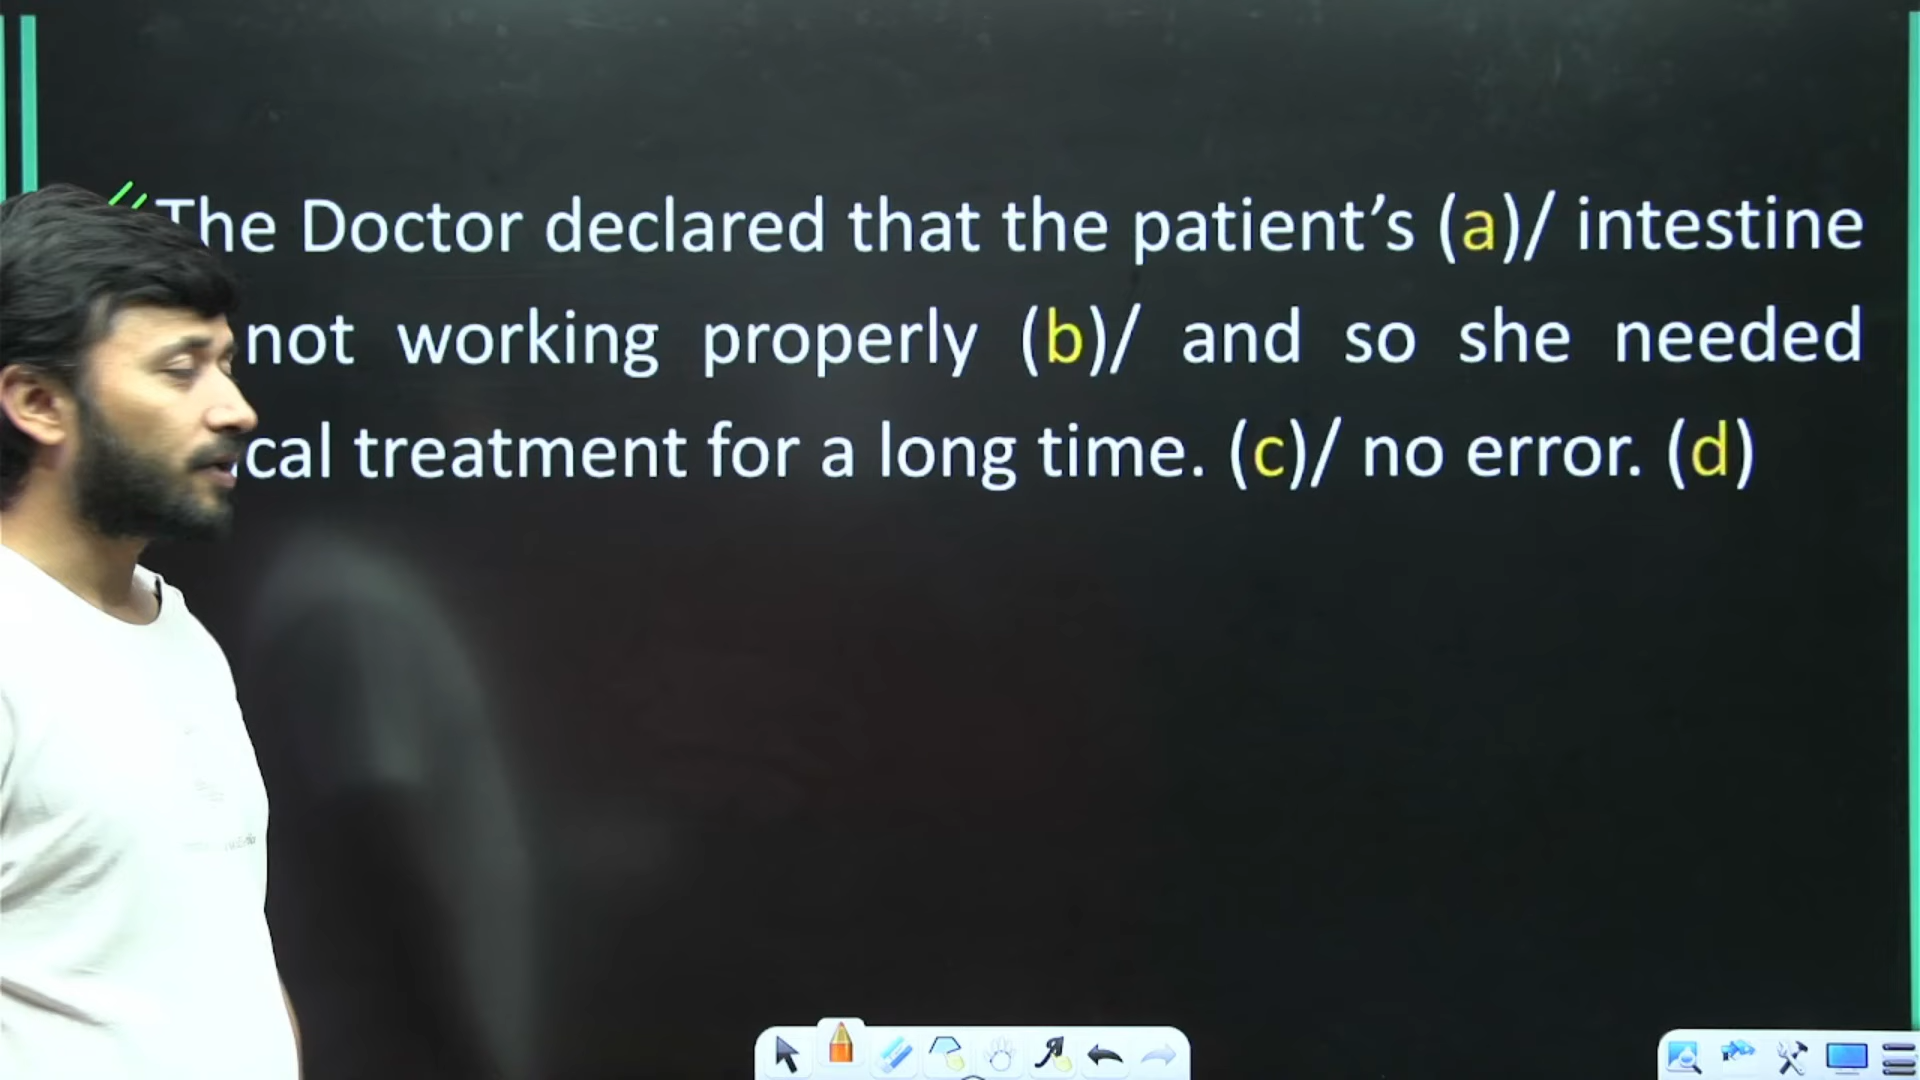 The Doctor declared that the patient's (a)/ intestine
not working properly (b)/ and so she needed
treatment for a long time. (c)/ no error. (d)